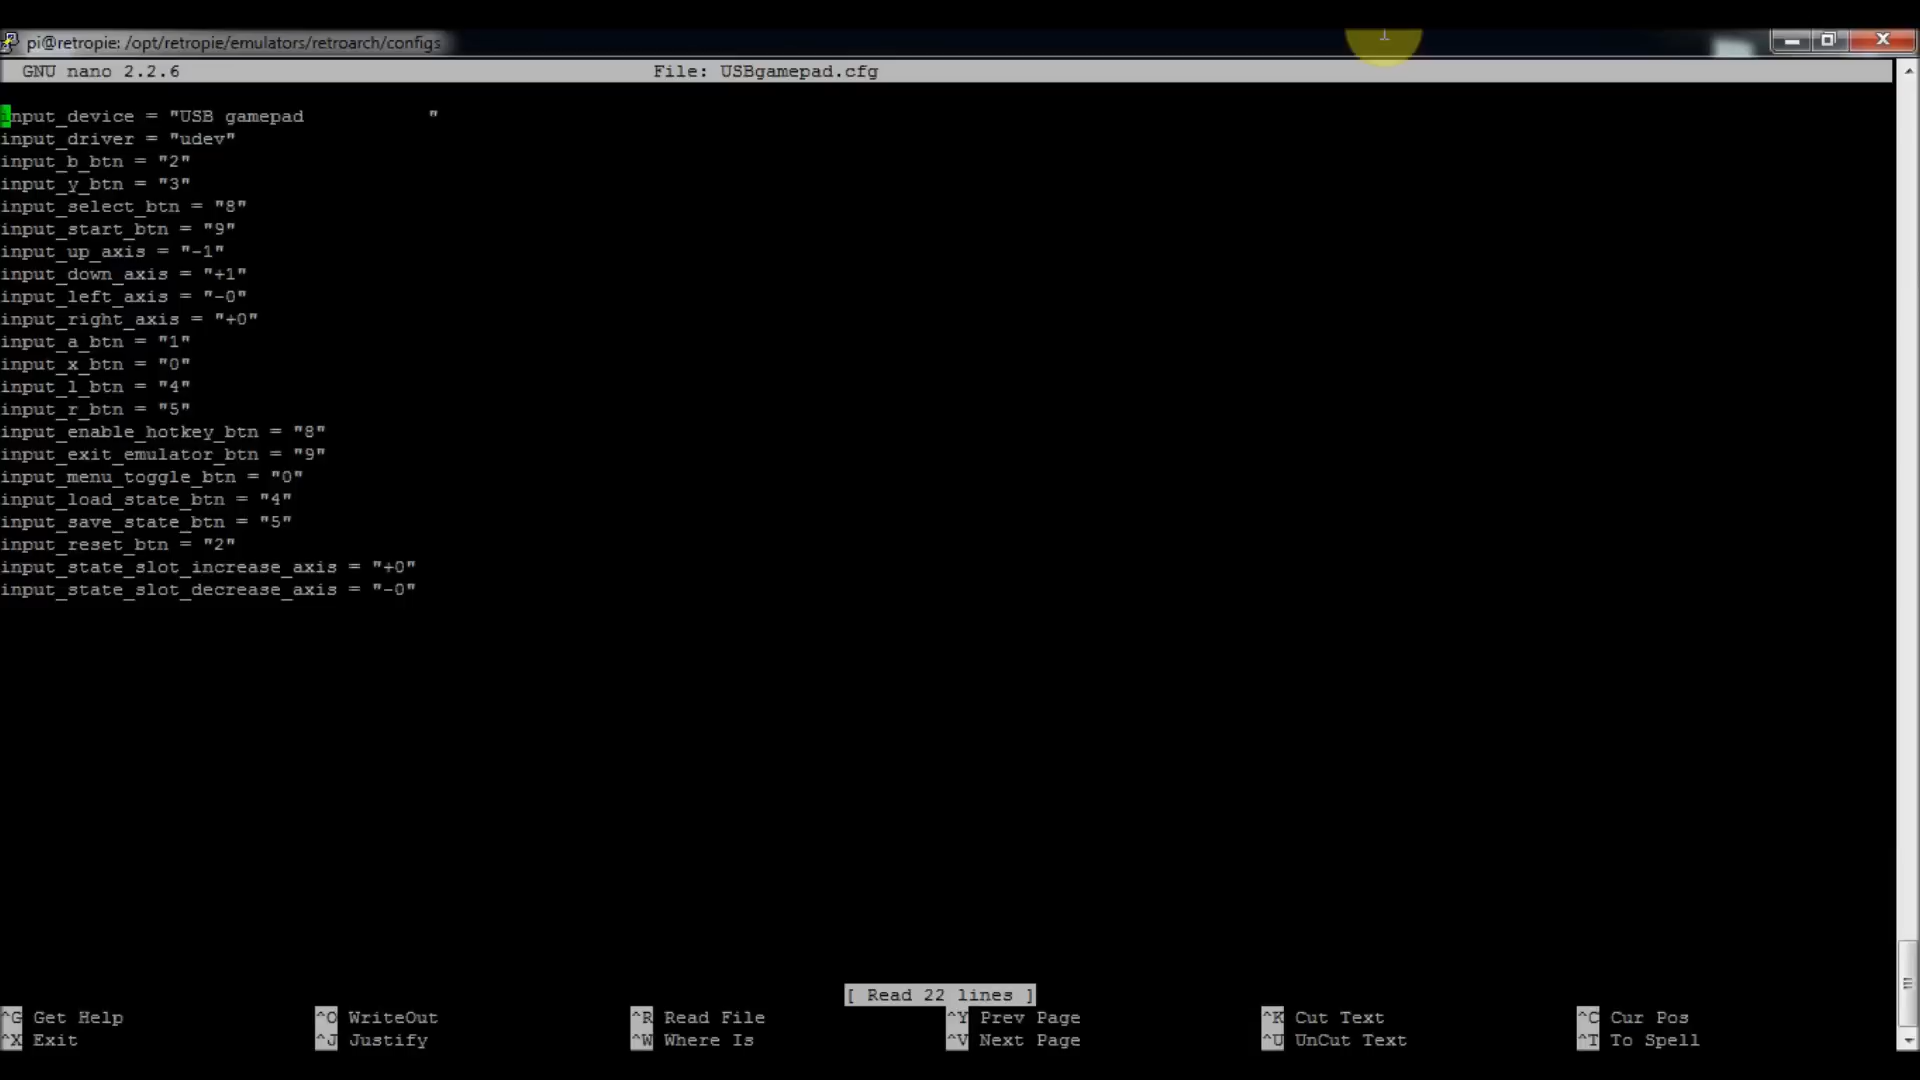 pi@retropie: /opt/retropie/emulators/retroarch/configs
GNU nano 2.2.6 File: USBgamepad.cfg
input_device = "USB gamepad           "
input_driver = "udev"
input_b_btn = "2"
input_y_btn = "3"
input_select_btn = "8"
input_start_btn = "9"
input_up_axis = "-1"
input_down_axis = "+1"
input_left_axis = "-0"
input_right_axis = "+0"
input_a_btn = "1"
input_x_btn = "0"
input_l_btn = "4"
input_r_btn = "5"
input_enable_hotkey_btn = "8"
input_exit_emulator_btn = "9"
input_menu_toggle_btn = "0"
input_load_state_btn = "4"
input_save_state_btn = "5"
input_reset_btn = "2"
input_state_slot_increase_axis = "+0"
input_state_slot_decrease_axis = "-0"
[ Read 22 lines ]
^G Get Help ^O WriteOut ^R Read File ^Y Prev Page ^K Cut Text ^C Cur Pos
^X Exit ^J Justify ^W Where Is ^V Next Page ^U UnCut Text ^T To Spell